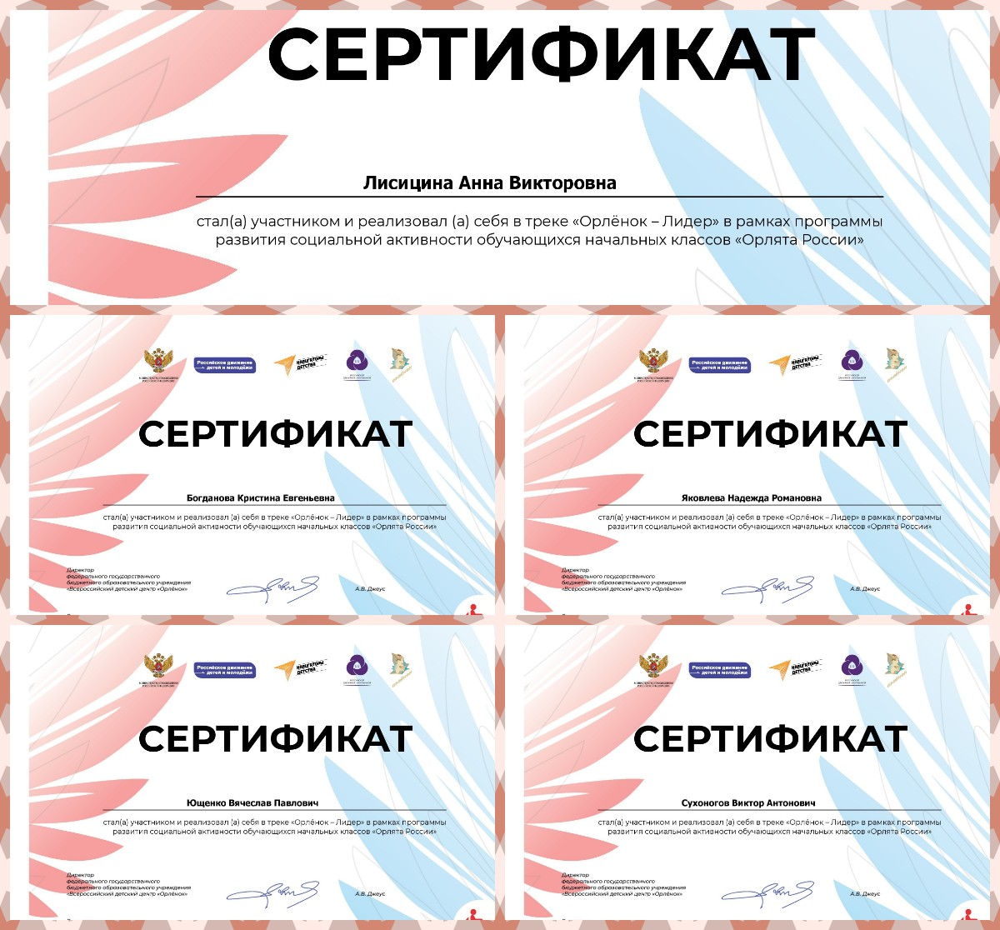 СЕРТИФИКАТ
Лисицина Анна Викторовна
стал(а) участником и реализовал (а) себя в треке «Орлёнок – Лидер» в рамках программы
развития социальной активности обучающихся начальных классов «Орлята России»
Российское движение
детей и молодёжи
НАВИГАТОРЫ
ДЕТСТВА
СЕРТИФИКАТ
Богданова Кристина Евгеньевна
стал(а) участником и реализовал (а) себя в треке «Орлёнок – Лидер» в рамках программы
развития социальной активности обучающихся начальных классов «Орлята России»
Директор
федерального государственного
бюджетного образовательного учреждения
«Всероссийский детский центр «Орлёнок»
А.В. Джеус
Российское движение
детей и молодёжи
НАВИГАТОРЫ
ДЕТСТВА
СЕРТИФИКАТ
Яковлева Надежда Романовна
стал(а) участником и реализовал (а) себя в треке «Орлёнок – Лидер» в рамках программы
развития социальной активности обучающихся начальных классов «Орлята России»
Директор
федерального государственного
бюджетного образовательного учреждения
«Всероссийский детский центр «Орлёнок»
А.В. Джеус
Российское движение
детей и молодёжи
НАВИГАТОРЫ
ДЕТСТВА
СЕРТИФИКАТ
Ющенко Вячеслав Павлович
стал(а) участником и реализовал (а) себя в треке «Орлёнок – Лидер» в рамках программы
развития социальной активности обучающихся начальных классов «Орлята России»
Директор
федерального государственного
бюджетного образовательного учреждения
«Всероссийский детский центр «Орлёнок»
А.В. Джеус
Российское движение
детей и молодёжи
НАВИГАТОРЫ
ДЕТСТВА
СЕРТИФИКАТ
Сухоногов Виктор Антонович
стал(а) участником и реализовал (а) себя в треке «Орлёнок – Лидер» в рамках программы
развития социальной активности обучающихся начальных классов «Орлята России»
Директор
федерального государственного
бюджетного образовательного учреждения
«Всероссийский детский центр «Орлёнок»
А.В. Джеус